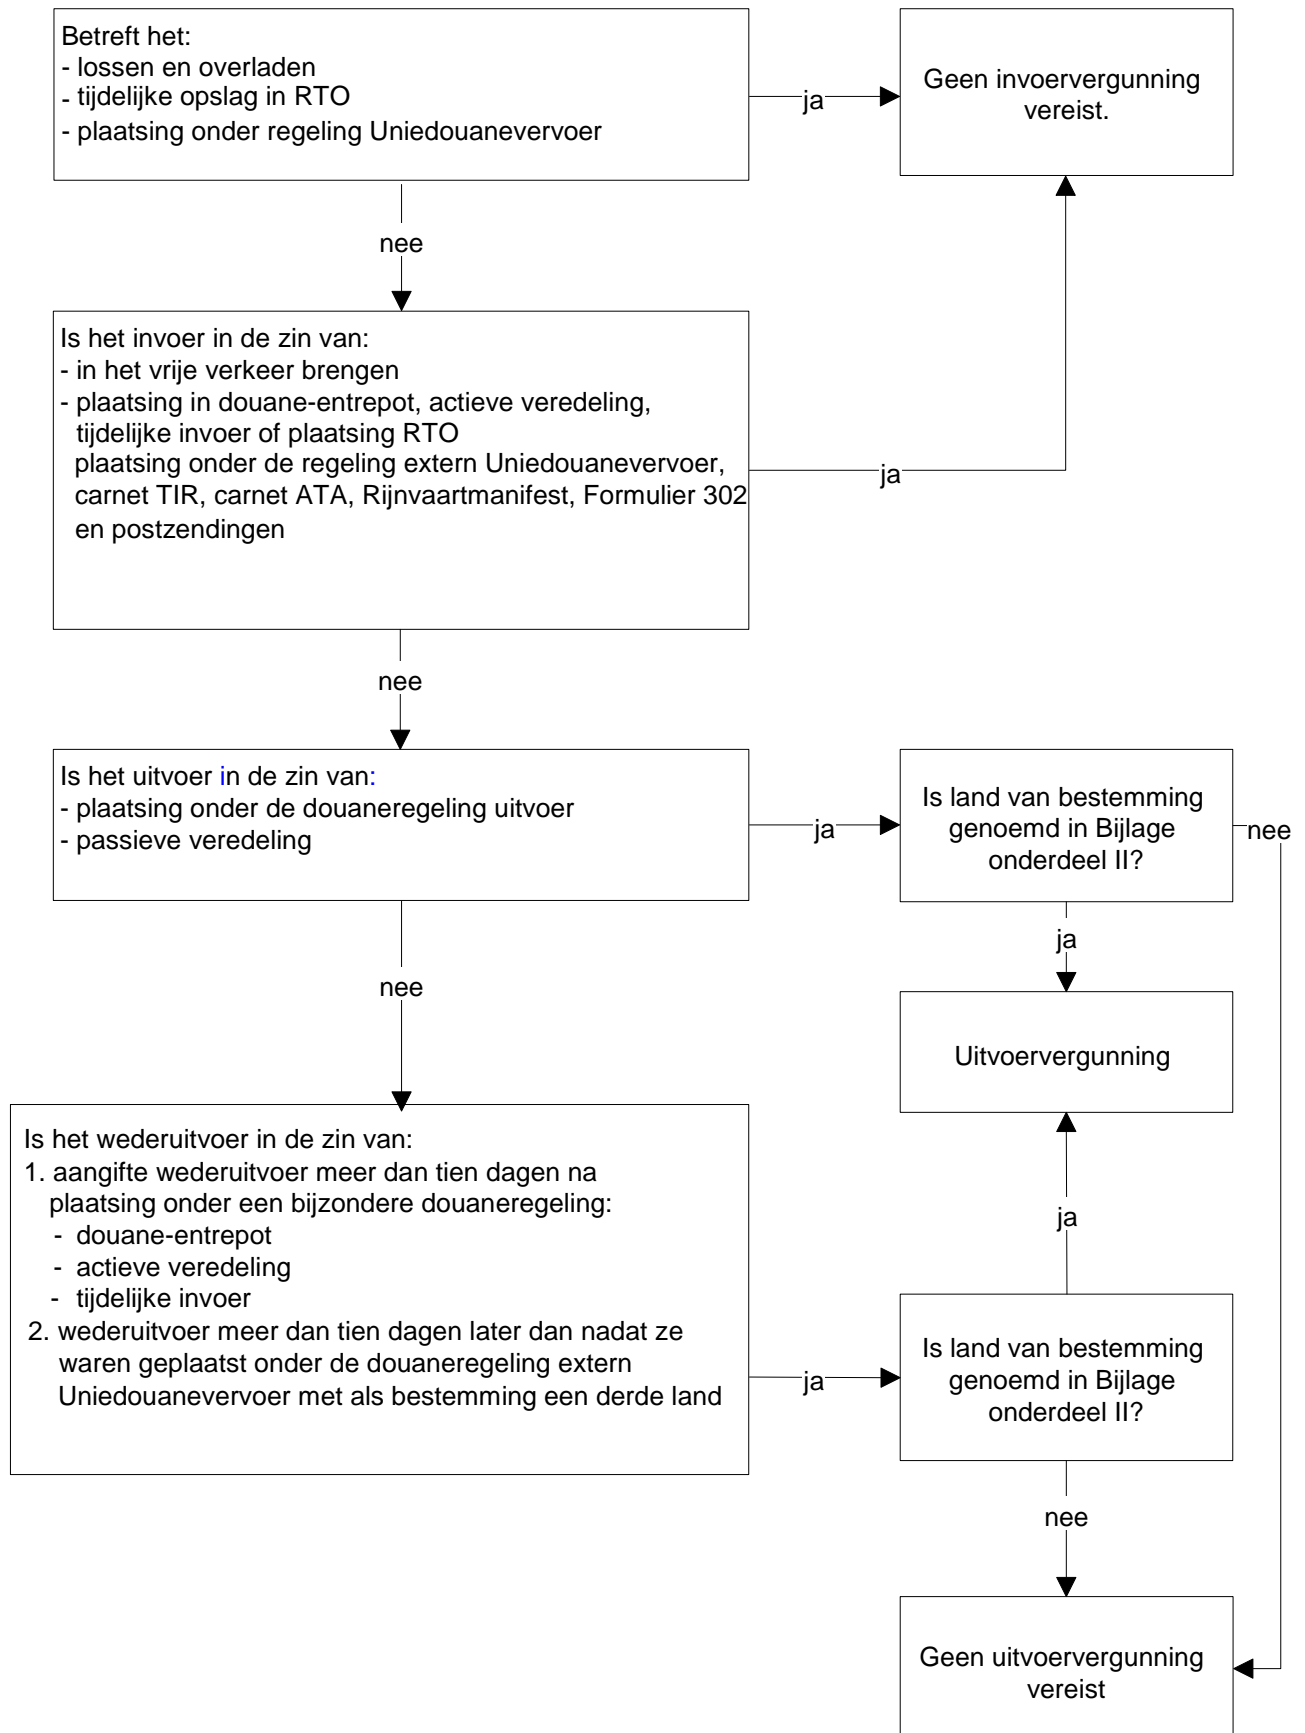 Betreft het:
- lossen en overladen
- tijdelijke opslag in RTO
- plaatsing onder regeling Uniedouanevervoer
ja
Geen invoervergunning
vereist.
nee
Is het invoer in de zin van:
- in het vrije verkeer brengen
- plaatsing in douane-entrepot, actieve veredeling,
tijdelijke invoer of plaatsing RTO
plaatsing onder de regeling extern Uniedouanevervoer,
carnet TIR, carnet ATA, Rijnvaartmanifest, Formulier 302
en postzendingen
ja
nee
Is het uitvoer in de zin van:
- plaatsing onder de douaneregeling uitvoer
- passieve veredeling
ja
Is land van bestemming
genoemd in Bijlage
onderdeel II?
nee
ja
nee
Uitvoervergunning
Is het wederuitvoer in de zin van:
1. aangifte wederuitvoer meer dan tien dagen na
plaatsing onder een bijzondere douaneregeling:
- douane-entrepot
- actieve veredeling
- tijdelijke invoer
2. wederuitvoer meer dan tien dagen later dan nadat ze
waren geplaatst onder de douaneregeling extern
Uniedouanevervoer met als bestemming een derde land
ja
ja
Is land van bestemming
genoemd in Bijlage
onderdeel II?
nee
Geen uitvoervergunning
vereist